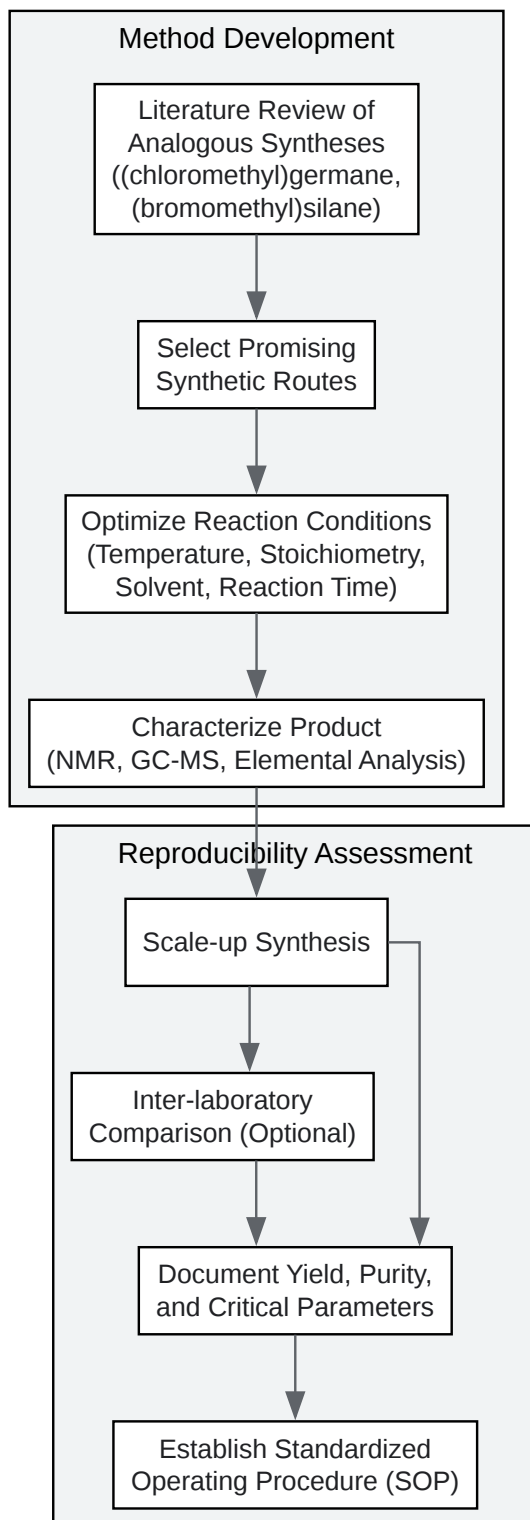 Method Development
Literature Review of
Analogous Syntheses
((chloromethyl)germane,
(bromomethyl)silane)
Select Promising
Synthetic Routes
Optimize Reaction Conditions
(Temperature, Stoichiometry,
Solvent, Reaction Time)
Characterize Product
(NMR, GC-MS, Elemental Analysis)
Reproducibility Assessment
Scale-up Synthesis
Inter-laboratory
Comparison (Optional)
Document Yield, Purity,
and Critical Parameters
Establish Standardized
Operating Procedure (SOP)